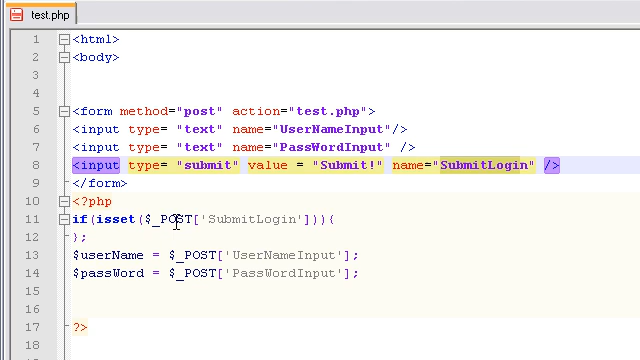 test.php
1 <html>
2 <body>
3
4
5 <form method="post" action="test.php">
6 <input type= "text" name="UserNameInput"/>
7 <input type= "text" name="PassWordInput" />
8 <input type= "submit" value = "Submit!" name="SubmitLogin" />
9 </form>
10 <?php
11 if(isset($_POST['SubmitLogin'])){
12 };
13 $userName = $_POST['UserNameInput'];
14 $passWord = $_POST['PassWordInput'];
15
16
17 ?>
18